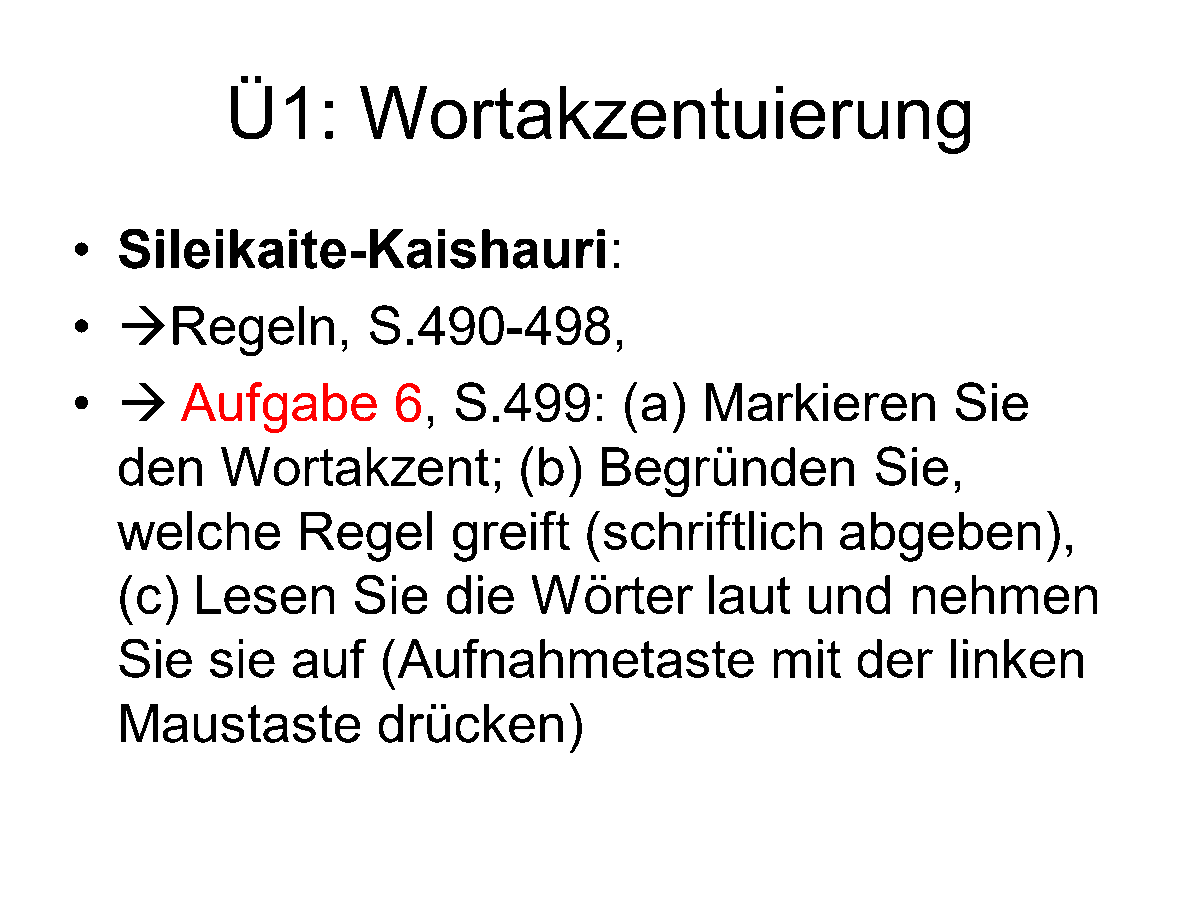 Ü1: Wortakzentuierung
• Sileikaite-Kaishauri:
• →Regeln, S.490-498,
• → Aufgabe 6, S.499: (a) Markieren Sie
den Wortakzent; (b) Begründen Sie,
welche Regel greift (schriftlich abgeben),
(c) Lesen Sie die Wörter laut und nehmen
Sie sie auf (Aufnahmetaste mit der linken
Maustaste drücken)